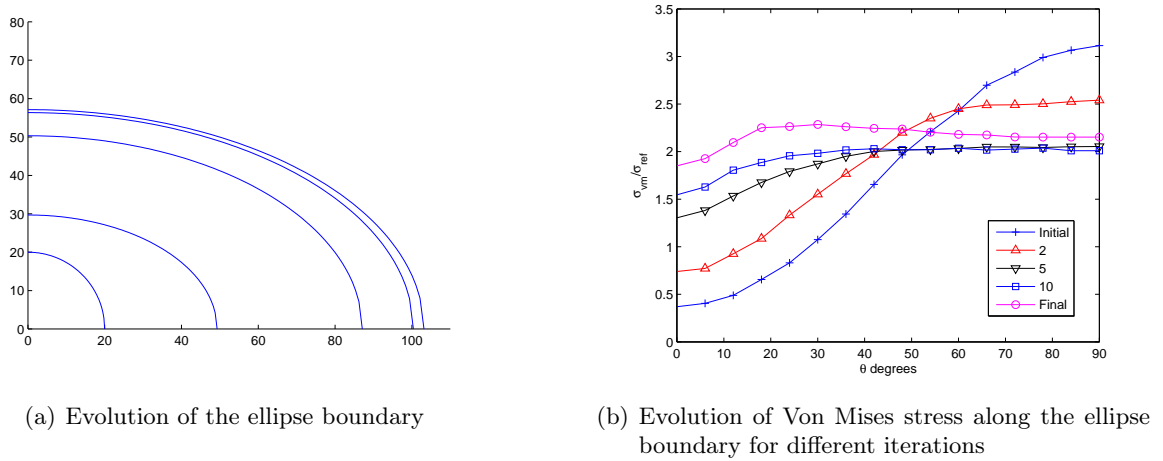 80
70
60
50
40
30
20
10
0
0 20 40 60 80 100
(a) Evolution of the ellipse boundary
3.5
3
2.5
2
1.5
1
0.5
0
σvm/σref
0 10 20 30 40 50 60 70 80 90
θ degrees
Initial
2
5
10
Final
(b) Evolution of Von Mises stress along the ellipse
boundary for different iterations